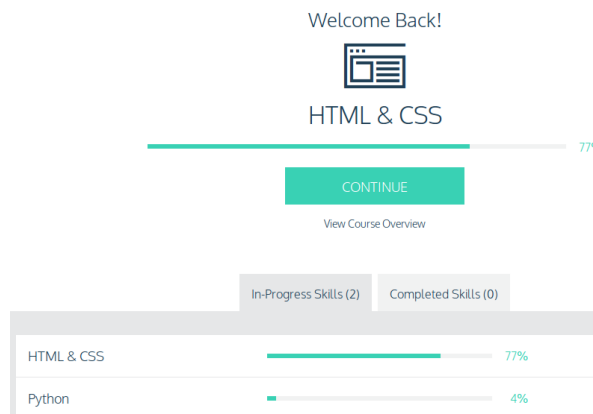 Welcome Back!
HTML & CSS
77%
CONTINUE
View Course Overview
In-Progress Skills (2) Completed Skills (0)
HTML & CSS 77%
Python 4%